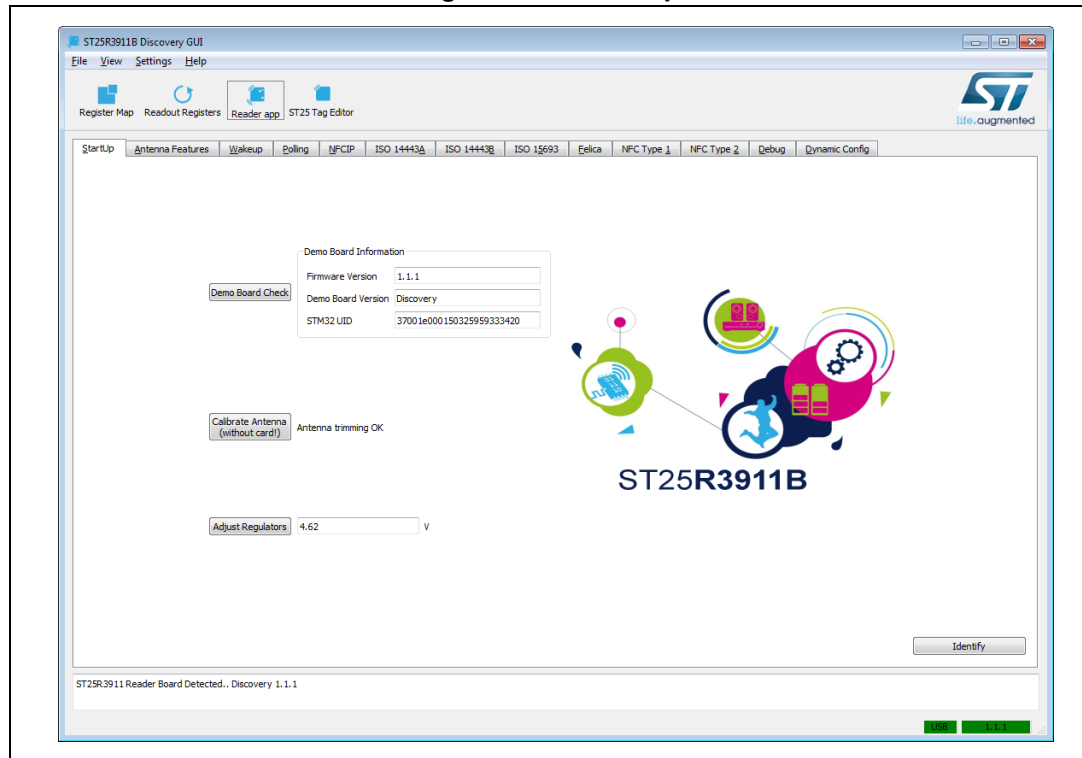 ST25R3911B Discovery GUI
File View Settings Help
Register Map Readout Registers Reader app ST25 Tag Editor
ST
life.augmented
StartUp Antenna Features Wakeup Polling NFCIP ISO 14443A ISO 14443B ISO 15693 Felica NFC Type 1 NFC Type 2 Debug Dynamic Config
Demo Board Information
Demo Board Check
Firmware Version 1.1.1
Demo Board Version Discovery
STM32 UID 37001e000150325959333420
Calibrate Antenna
(without card!)
Antenna trimming OK
ST25R3911B
Adjust Regulators 4.62 V
Identify
ST25R3911 Reader Board Detected.. Discovery 1.1.1
USB 1.1.1